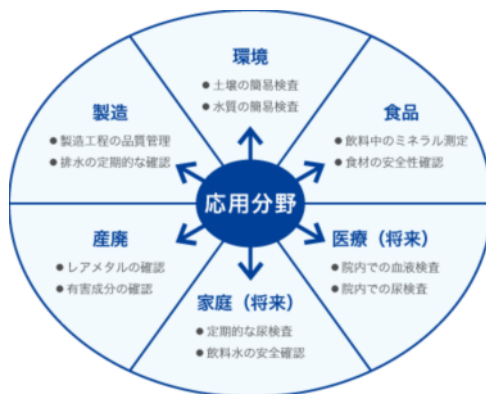 環境
● 土壌の簡易検査
● 水質の簡易検査
製造
● 製造工程の品質管理
● 排水の定期的な確認
食品
● 飲料中のミネラル測定
● 食材の安全性確認
応用分野
産廃
● レアメタルの確認
● 有害成分の確認
医療（将来）
● 院内での血液検査
● 院内での尿検査
家庭（将来）
● 定期的な尿検査
● 飲料水の安全確認